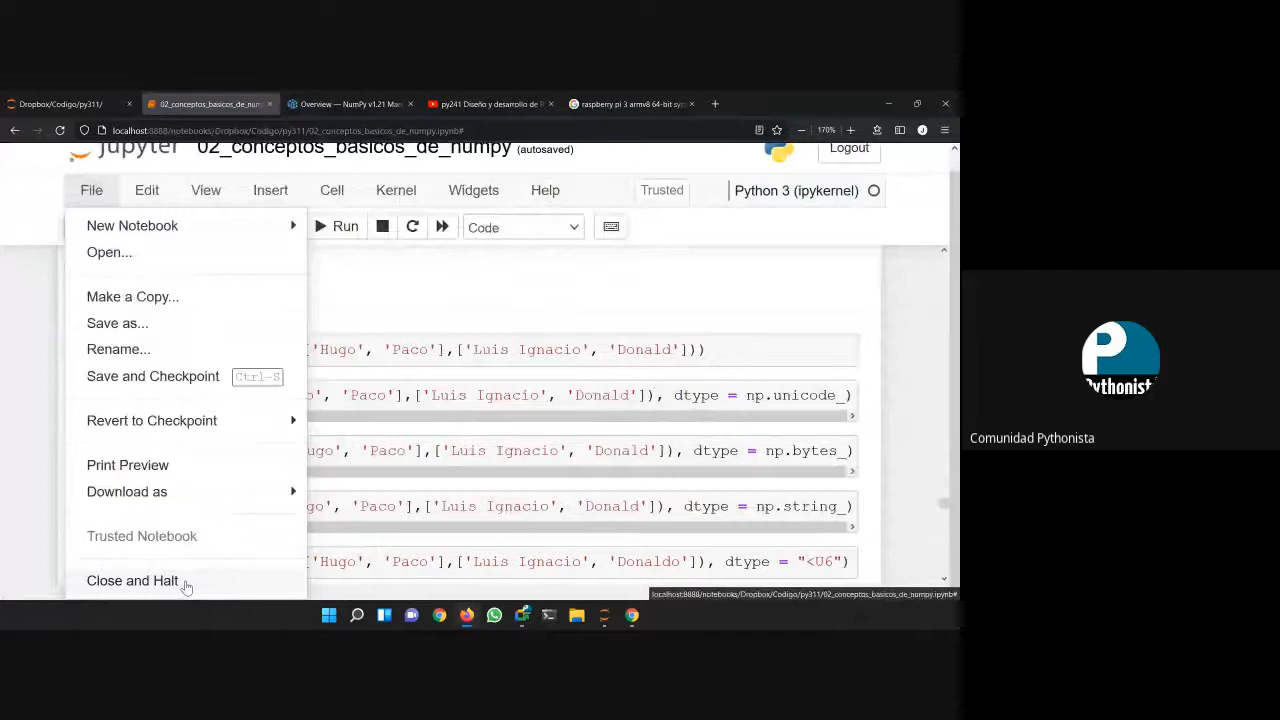 Dropbox/Codigo/py311/
02_conceptos_basicos_de_num
Overview — NumPy v1.21 Man
py241 Diseño y desarrollo de
raspberry pi 3 armv8 64-bit sys
localhost:8888/notebooks/Dropbox/Codigo/py311/02_conceptos_basicos_de_numpy.ipynb#
170%
jupyter 02_conceptos_basicos_de_numpy (autosaved)
Logout
File Edit View Insert Cell Kernel Widgets Help Trusted Python 3 (ipykernel)
Run Code
New Notebook
Open...
Make a Copy...
Save as...
Rename...
Save and Checkpoint Ctrl-S
Revert to Checkpoint
Print Preview
Download as
Trusted Notebook
Close and Halt
'Hugo', 'Paco'],['Luis Ignacio', 'Donald']))
', 'Paco'],['Luis Ignacio', 'Donald']), dtype = np.unicode_)
ugo', 'Paco'],['Luis Ignacio', 'Donald']), dtype = np.bytes_)
go', 'Paco'],['Luis Ignacio', 'Donald']), dtype = np.string_)
'Hugo', 'Paco'],['Luis Ignacio', 'Donaldo'), dtype = "<U6")
localhost:8888/notebooks/Dropbox/Codigo/py311/02_conceptos_basicos_de_numpy.ipynb#
P
ythonist
Comunidad Pythonista